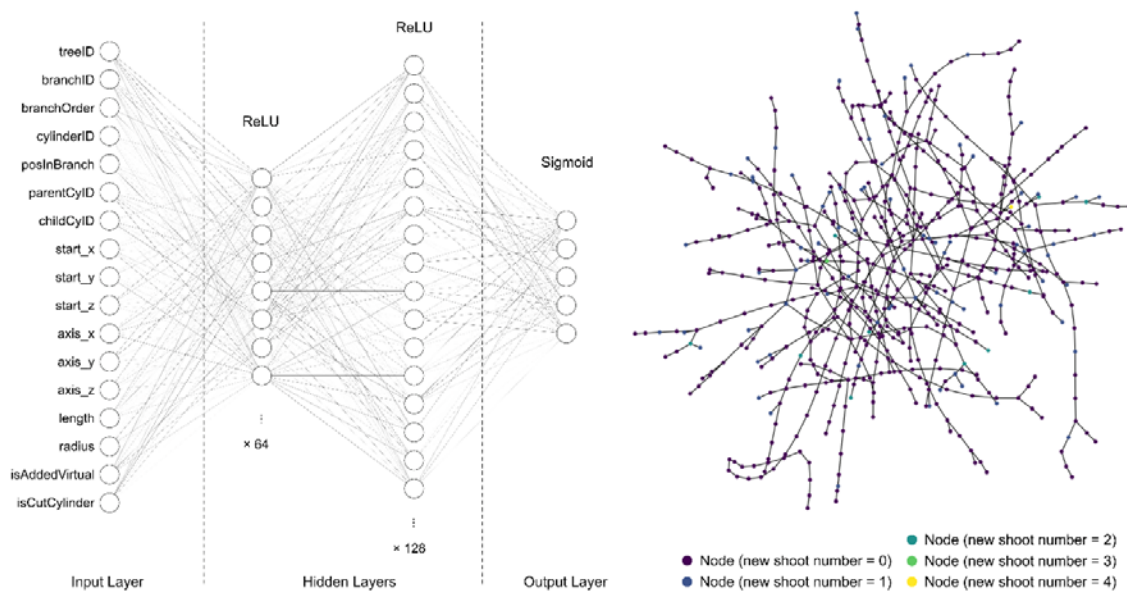 treeID
branchID
branchOrder
cylinderID
posInBranch
parentCylID
childCylID
start_x
start_y
start_z
axis_x
axis_y
axis_z
length
radius
isAddedVirtual
isCutCylinder
Input Layer
ReLU
⋮
× 64
ReLU
⋮
× 128
Hidden Layers
Sigmoid
Output Layer
Node (new shoot number = 0)
Node (new shoot number = 1)
Node (new shoot number = 2)
Node (new shoot number = 3)
Node (new shoot number = 4)